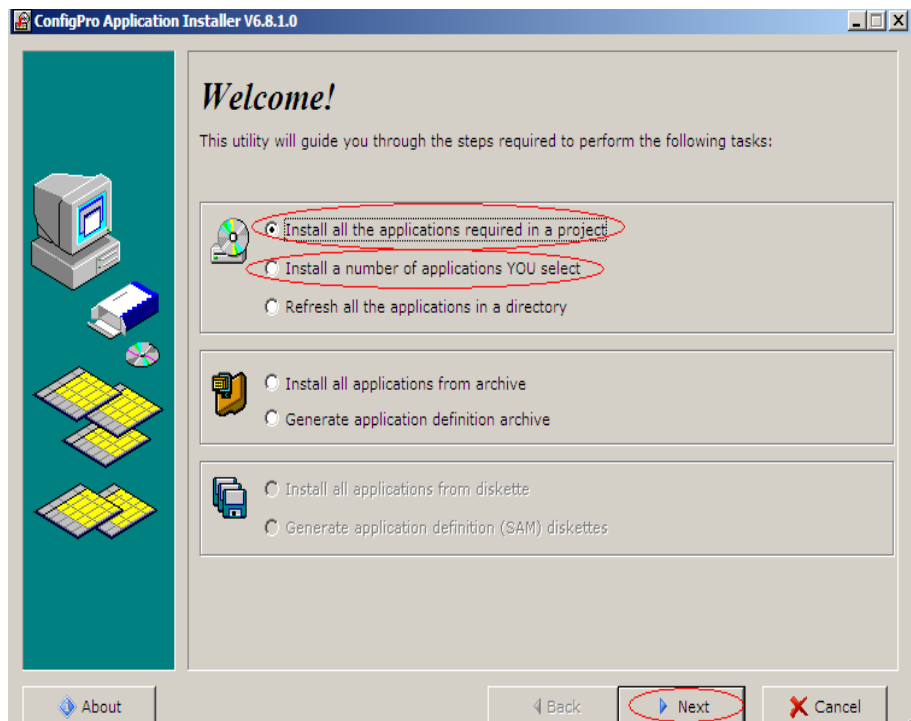 ConfigPro Application Installer V6.8.1.0
Welcome!
This utility will guide you through the steps required to perform the following tasks:
Install all the applications required in a project
Install a number of applications YOU select
Refresh all the applications in a directory
Install all applications from archive
Generate application definition archive
Install all applications from diskette
Generate application definition (SAM) diskettes
About
Back
Next
Cancel